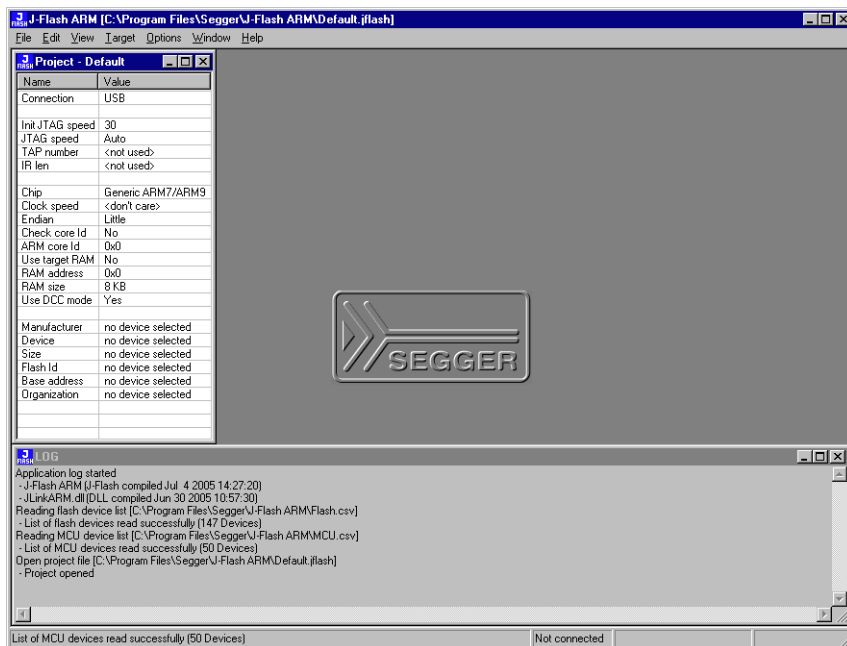 J-Flash ARM [C:\Program Files\Segger\J-Flash ARM\Default.jflash]
File Edit View Target Options Window Help
Project - Default
Name Value
Connection USB
Init JTAG speed 30
JTAG speed Auto
TAP number <not used>
IR len <not used>
Chip Generic ARM7/ARM9
Clock speed <don't care>
Endian Little
Check core Id No
ARM core Id 0x0
Use target RAM No
RAM address 0x0
RAM size 8 KB
Use DCC mode Yes
Manufacturer no device selected
Device no device selected
Size no device selected
Flash Id no device selected
Base address no device selected
Organization no device selected
SEGGER
LOG
Application log started
- J-Flash ARM (J-Flash compiled Jul 4 2005 14:27:20)
- JLinkARM.dll (DLL compiled Jun 30 2005 10:57:30)
Reading flash device list [C:\Program Files\Segger\J-Flash ARM\Flash.csv]
- List of flash devices read successfully (147 Devices)
Reading MCU device list [C:\Program Files\Segger\J-Flash ARM\MCU.csv]
- List of MCU devices read successfully (50 Devices)
Open project file [C:\Program Files\Segger\J-Flash ARM\Default.jflash]
- Project opened
List of MCU devices read successfully (50 Devices) Not connected